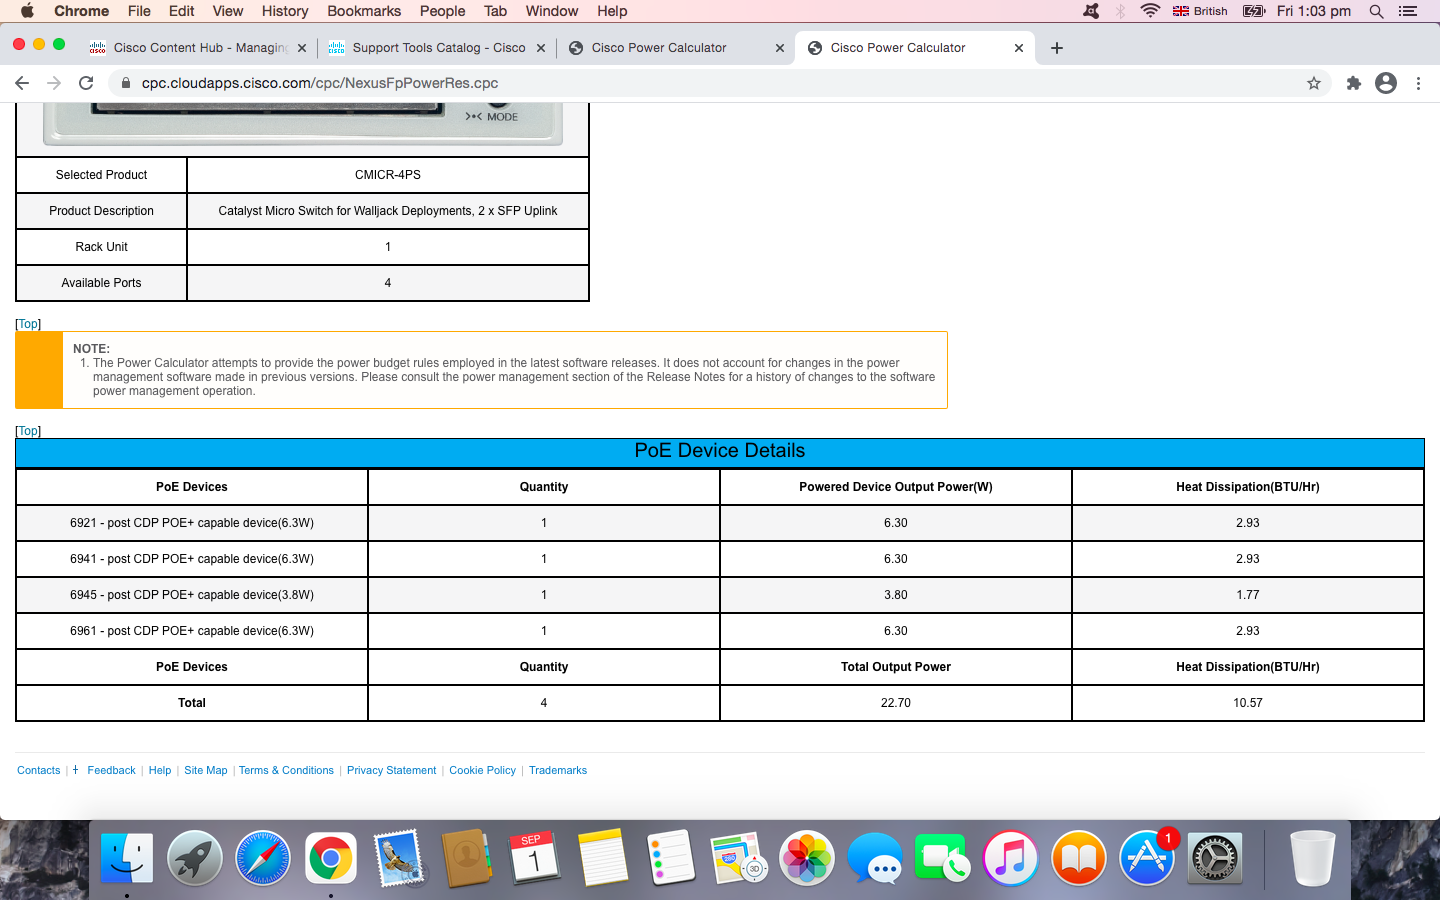 Chrome File Edit View History Bookmarks People Tab Window Help British Fri 1:03 pm
Cisco Content Hub - Managing Support Tools Catalog - Cisco Cisco Power Calculator Cisco Power Calculator
cpc.cloudapps.cisco.com/cpc/NexusFpPowerRes.cpc
>•< MODE
Selected Product CMICR-4PS
Product Description Catalyst Micro Switch for Walljack Deployments, 2 x SFP Uplink
Rack Unit 1
Available Ports 4
[Top]
NOTE:
1. The Power Calculator attempts to provide the power budget rules employed in the latest software releases. It does not account for changes in the power
management software made in previous versions. Please consult the power management section of the Release Notes for a history of changes to the software
power management operation.
[Top]
PoE Device Details
PoE Devices Quantity Powered Device Output Power(W) Heat Dissipation(BTU/Hr)
6921 - post CDP POE+ capable device(6.3W) 1 6.30 2.93
6941 - post CDP POE+ capable device(6.3W) 1 6.30 2.93
6945 - post CDP POE+ capable device(3.8W) 1 3.80 1.77
6961 - post CDP POE+ capable device(6.3W) 1 6.30 2.93
PoE Devices Quantity Total Output Power Heat Dissipation(BTU/Hr)
Total 4 22.70 10.57
Contacts | † Feedback | Help | Site Map | Terms & Conditions | Privacy Statement | Cookie Policy | Trademarks
SEP
1
280
3D
1